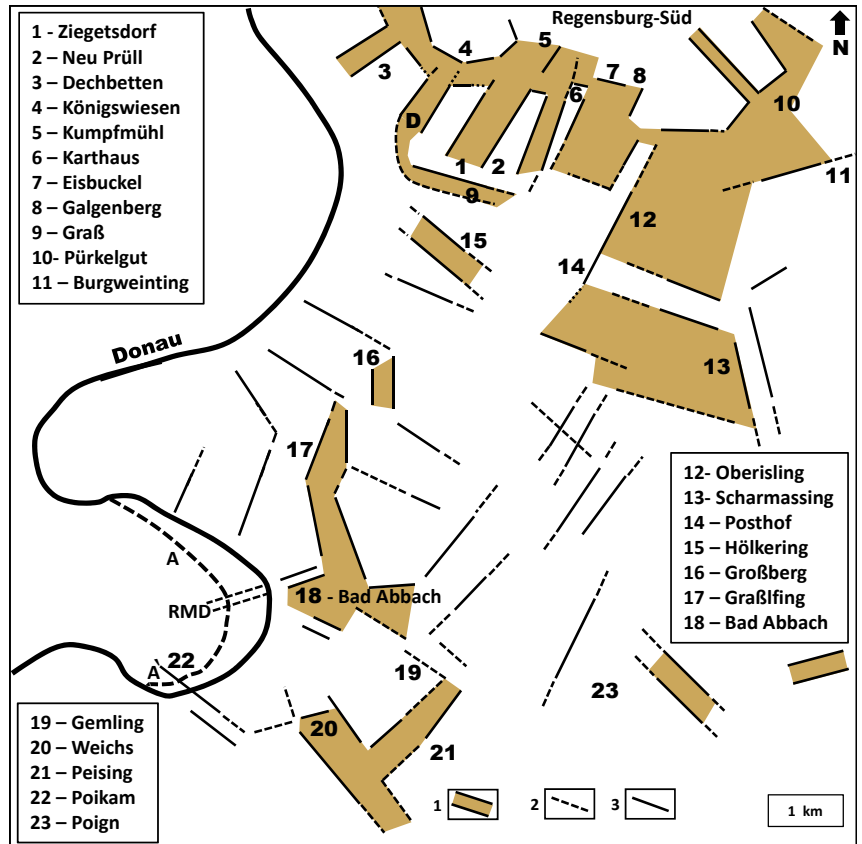 1 - Ziegetsdorf
2 – Neu Prüll
3 – Dechbetten
4 – Königswiesen
5 – Kumpfmühl
6 – Karthaus
7 – Eisbuckel
8 – Galgenberg
9 – Graß
10- Pürkelgut
11 – Burgweinting
Regensburg-Süd
N
4
5
3
7
8
6
10
D
1
2
9
11
12
15
14
Donau
16
13
17
12- Oberisling
13- Scharmassing
14 – Posthof
15 – Hölkering
16 – Großberg
17 – Graßlfing
18 – Bad Abbach
A
RMD
18 - Bad Abbach
A
22
19
23
20
21
19 – Gemling
20 – Weichs
21 – Peising
22 – Poikam
23 – Poign
1
2
3
1 km